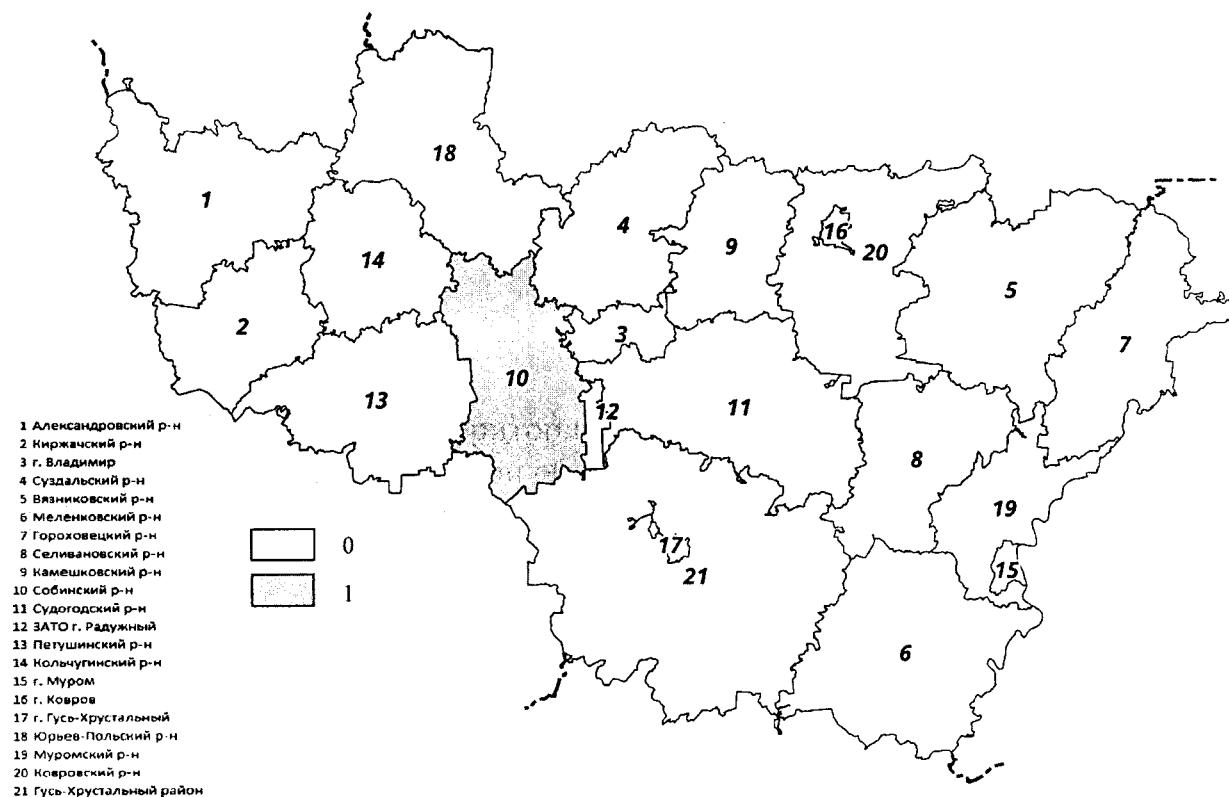 18
1
4
16
9
20
14
5
2
3
7
10
13
12
11
8
19
17
15
21
6
1 Александровский р-н
2 Киржачский р-н
3 г. Владимир
4 Суздальский р-н
5 Вязниковский р-н
6 Меленковский р-н
7 Гороховецкий р-н
8 Селивановский р-н
9 Камешковский р-н
10 Собинский р-н
11 Судогодский р-н
12 ЗАТО г. Радужный
13 Петушинский р-н
14 Кольчугинский р-н
15 г. Муром
16 г. Ковров
17 г. Гусь-Хрустальный
18 Юрьев-Польский р-н
19 Муромский р-н
20 Ковровский р-н
21 Гусь-Хрустальный район
0
1